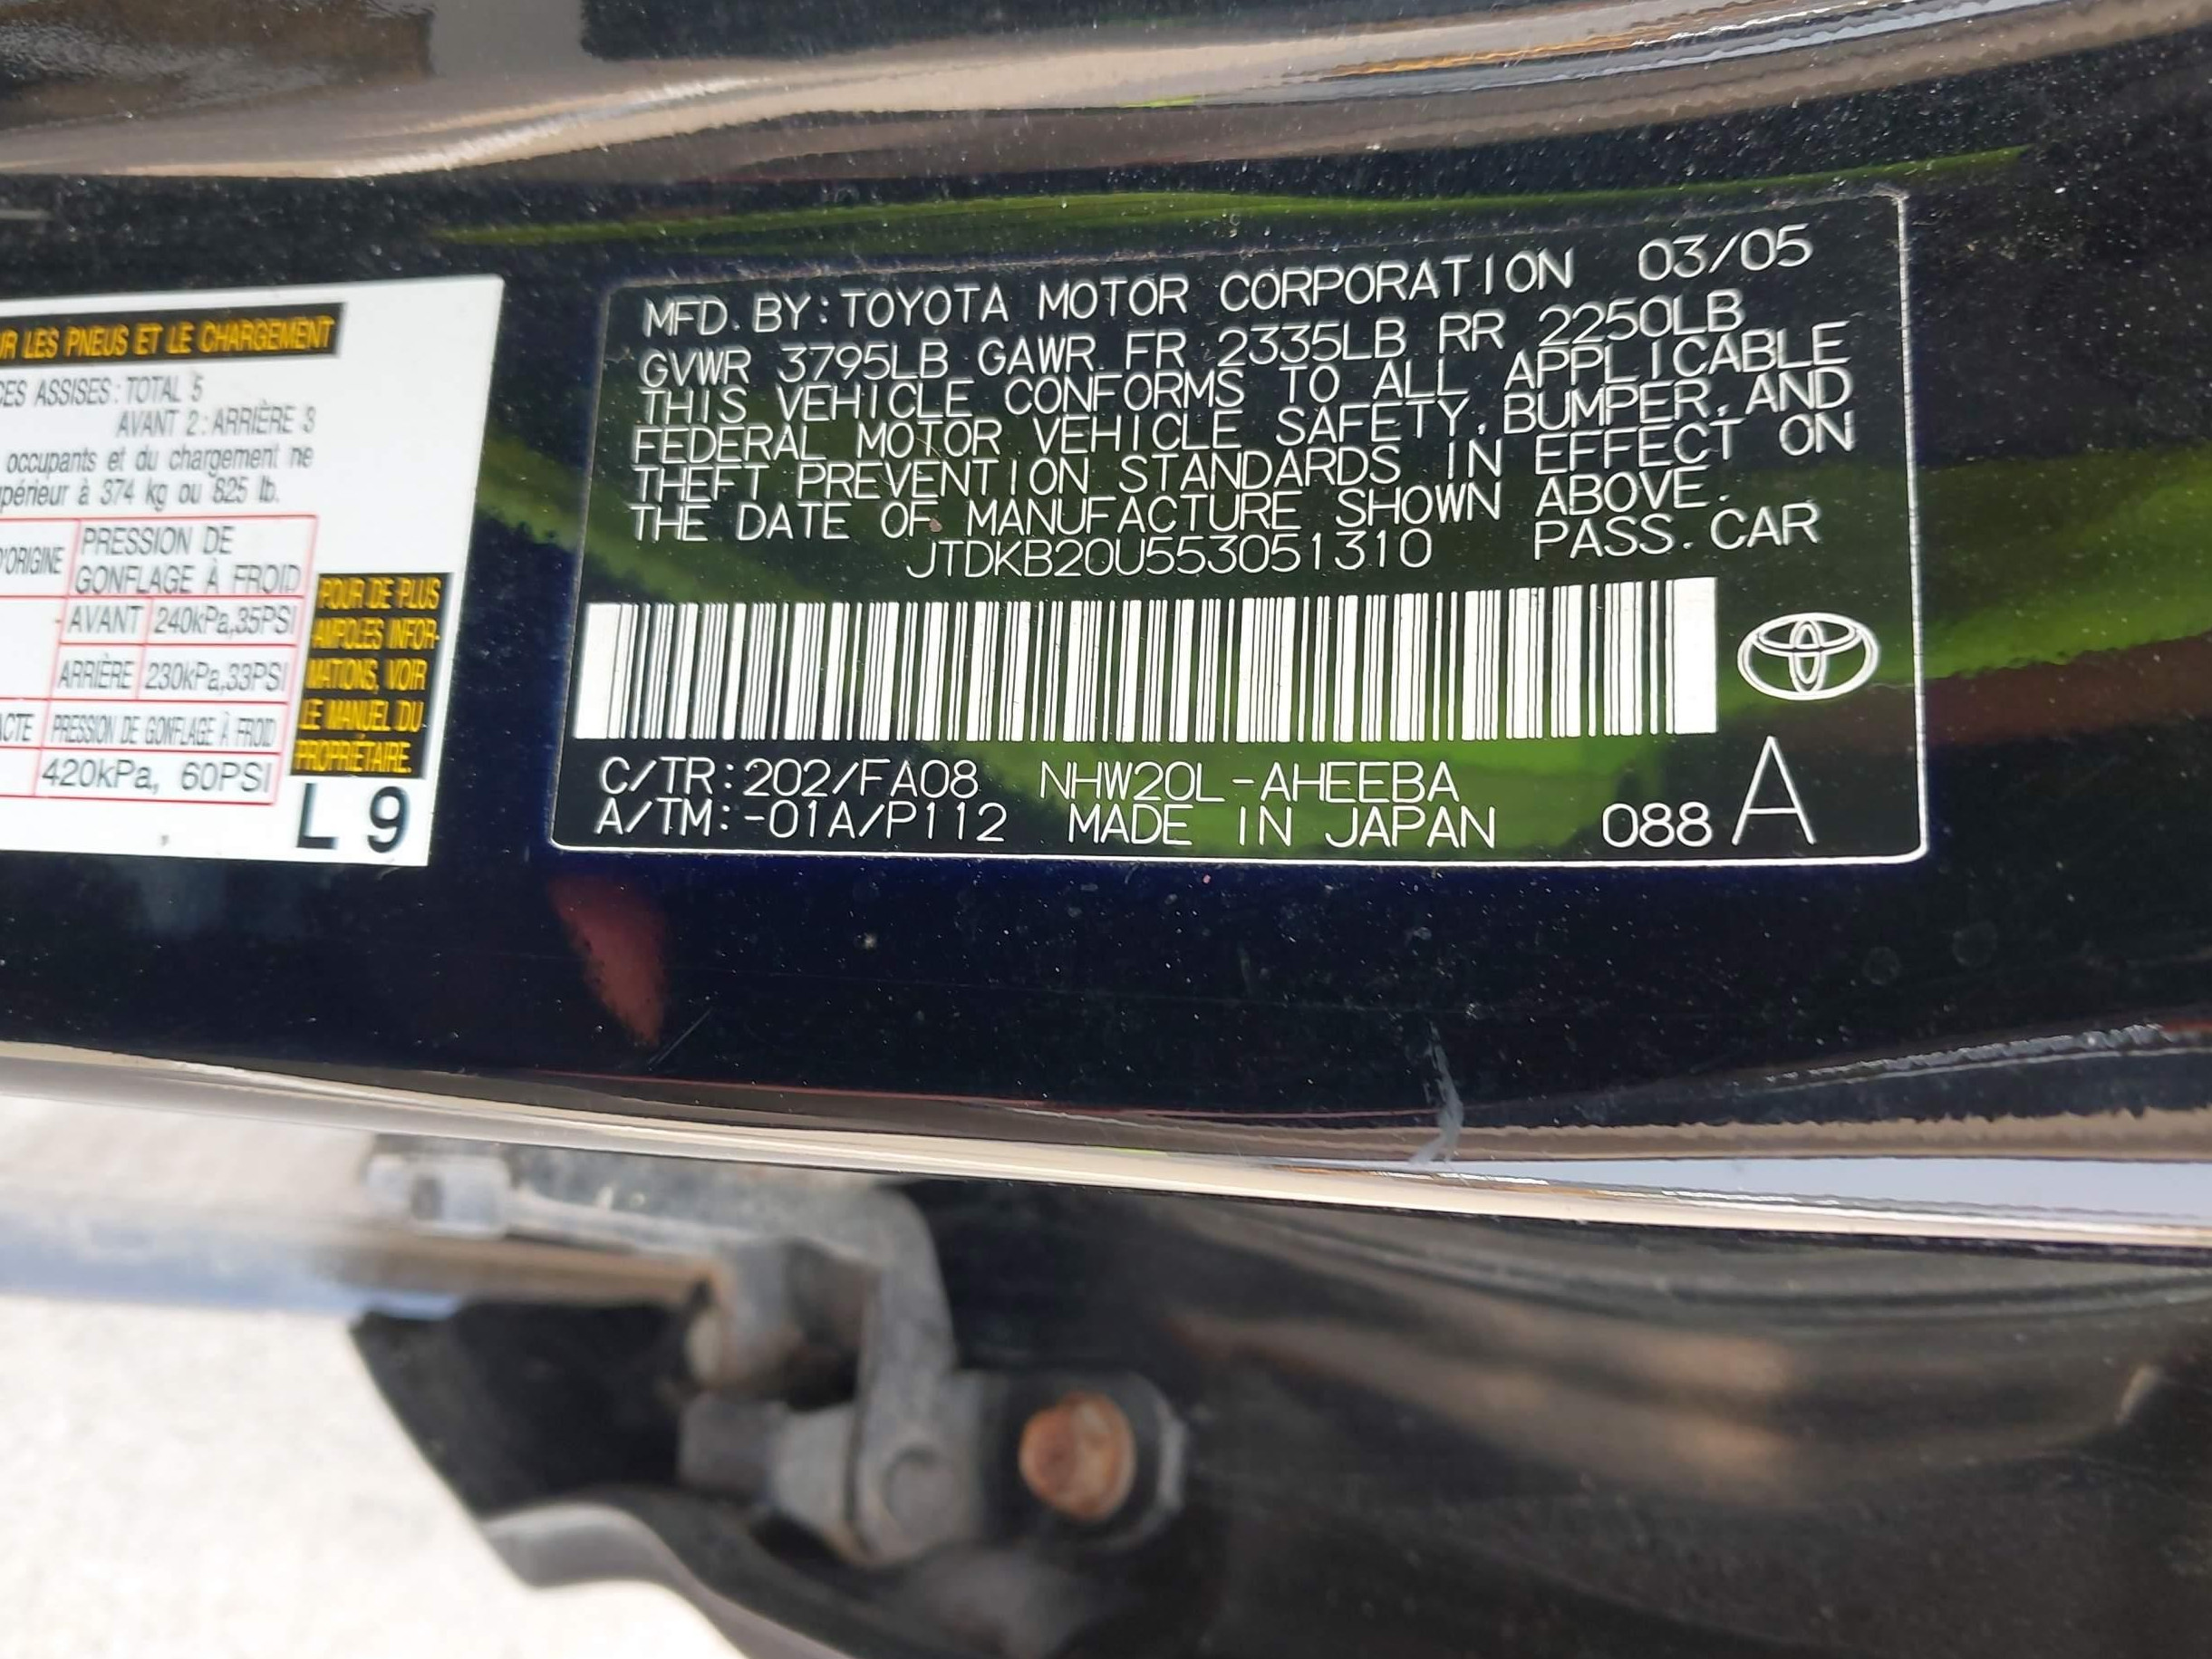 R LES PNEUS ET LE CHARGEMENT
CES ASSISES: TOTAL 5
AVANT 2: ARRIÈRE 3
occupants et du chargement ne
périeur à 374 kg ou 825 lb.
D'ORIGINE PRESSION DE
GONFLAGE À FROID
AVANT 240kPa,35PSI
ARRIÈRE 230kPa,33PSI
ACTE PRESSION DE GONFLAGE À FROID
420kPa, 60PSI
POUR DE PLUS
AMPOLES INFOR-
MATIONS, VOIR
LE MANUEL DU
PROPRIÉTAIRE.
L 9
MFD. BY: TOYOTA MOTOR CORPORATION 03/05
GVWR 3795LB GAWR FR 2335LB RR 2250LB
THIS VEHICLE CONFORMS TO ALL APPLICABLE
FEDERAL MOTOR VEHICLE SAFETY, BUMPER, AND
THEFT PREVENTION STANDARDS IN EFFECT ON
THE DATE OF MANUFACTURE SHOWN ABOVE.
JTDKB20U553051310 PASS. CAR
C/TR:202/FA08 NHW20L-AHEEBA
A/TM:-01A/P112 MADE IN JAPAN 088 A